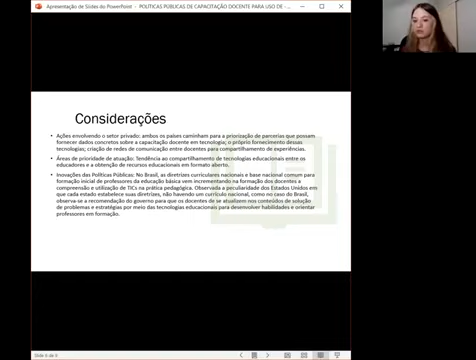 Apresentação de Slides do PowerPoint - POLÍTICAS PÚBLICAS DE CAPACITAÇÃO DOCENTE PARA USO DE -
Considerações
• Ações envolvendo o setor privado: ambos os países caminham para a priorização de parcerias que possam
fornecer dados concretos sobre a capacitação docente em tecnologia; o próprio fornecimento dessas
tecnologias; criação de redes de comunicação entre docentes para compartilhamento de experiências.
• Áreas de prioridade de atuação: Tendência ao compartilhamento de tecnologias educacionais entre os
educadores e a obtenção de recursos educacionais em formato aberto.
• Inovações das Políticas Públicas: No Brasil, as diretrizes curriculares nacionais e base nacional comum para
formação inicial de professores da educação básica vem incrementando na formação dos docentes a
compreensão e utilização de TICs na prática pedagógica. Observada a peculiaridade dos Estados Unidos em
que cada estado estabelece suas diretrizes, não havendo um currículo nacional, como no caso do Brasil,
observa-se a recomendação do governo para que os docentes de se atualizem nos conteúdos de solução
de problemas e estratégias por meio das tecnologias educacionais para desenvolver habilidades e orientar
professores em formação.